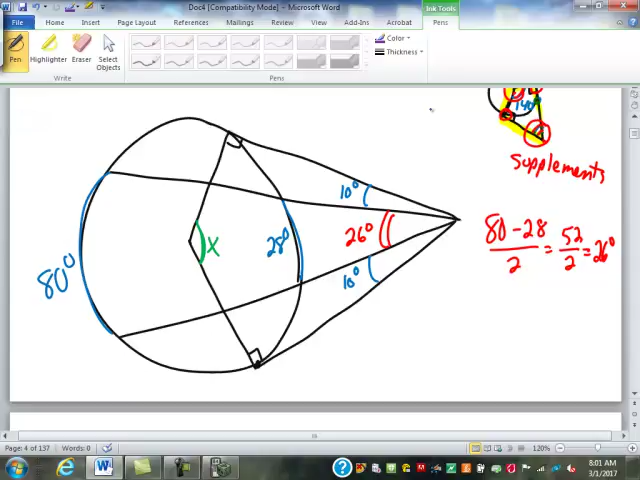 Doc4 [Compatibility Mode] - Microsoft Word
Ink Tools
File
Home
Insert
Page Layout
References
Mailings
Review
View
Add-Ins
Acrobat
Pens
Pen
Highlighter
Eraser
Select Objects
Color
Thickness
Write
Pens
140
Supplements
10°
26°
10°
28°
X
80°
80-28
2
= 52
2
= 26°
Page: 4 of 137
Words: 0
120%
8:01 AM
3/1/2017